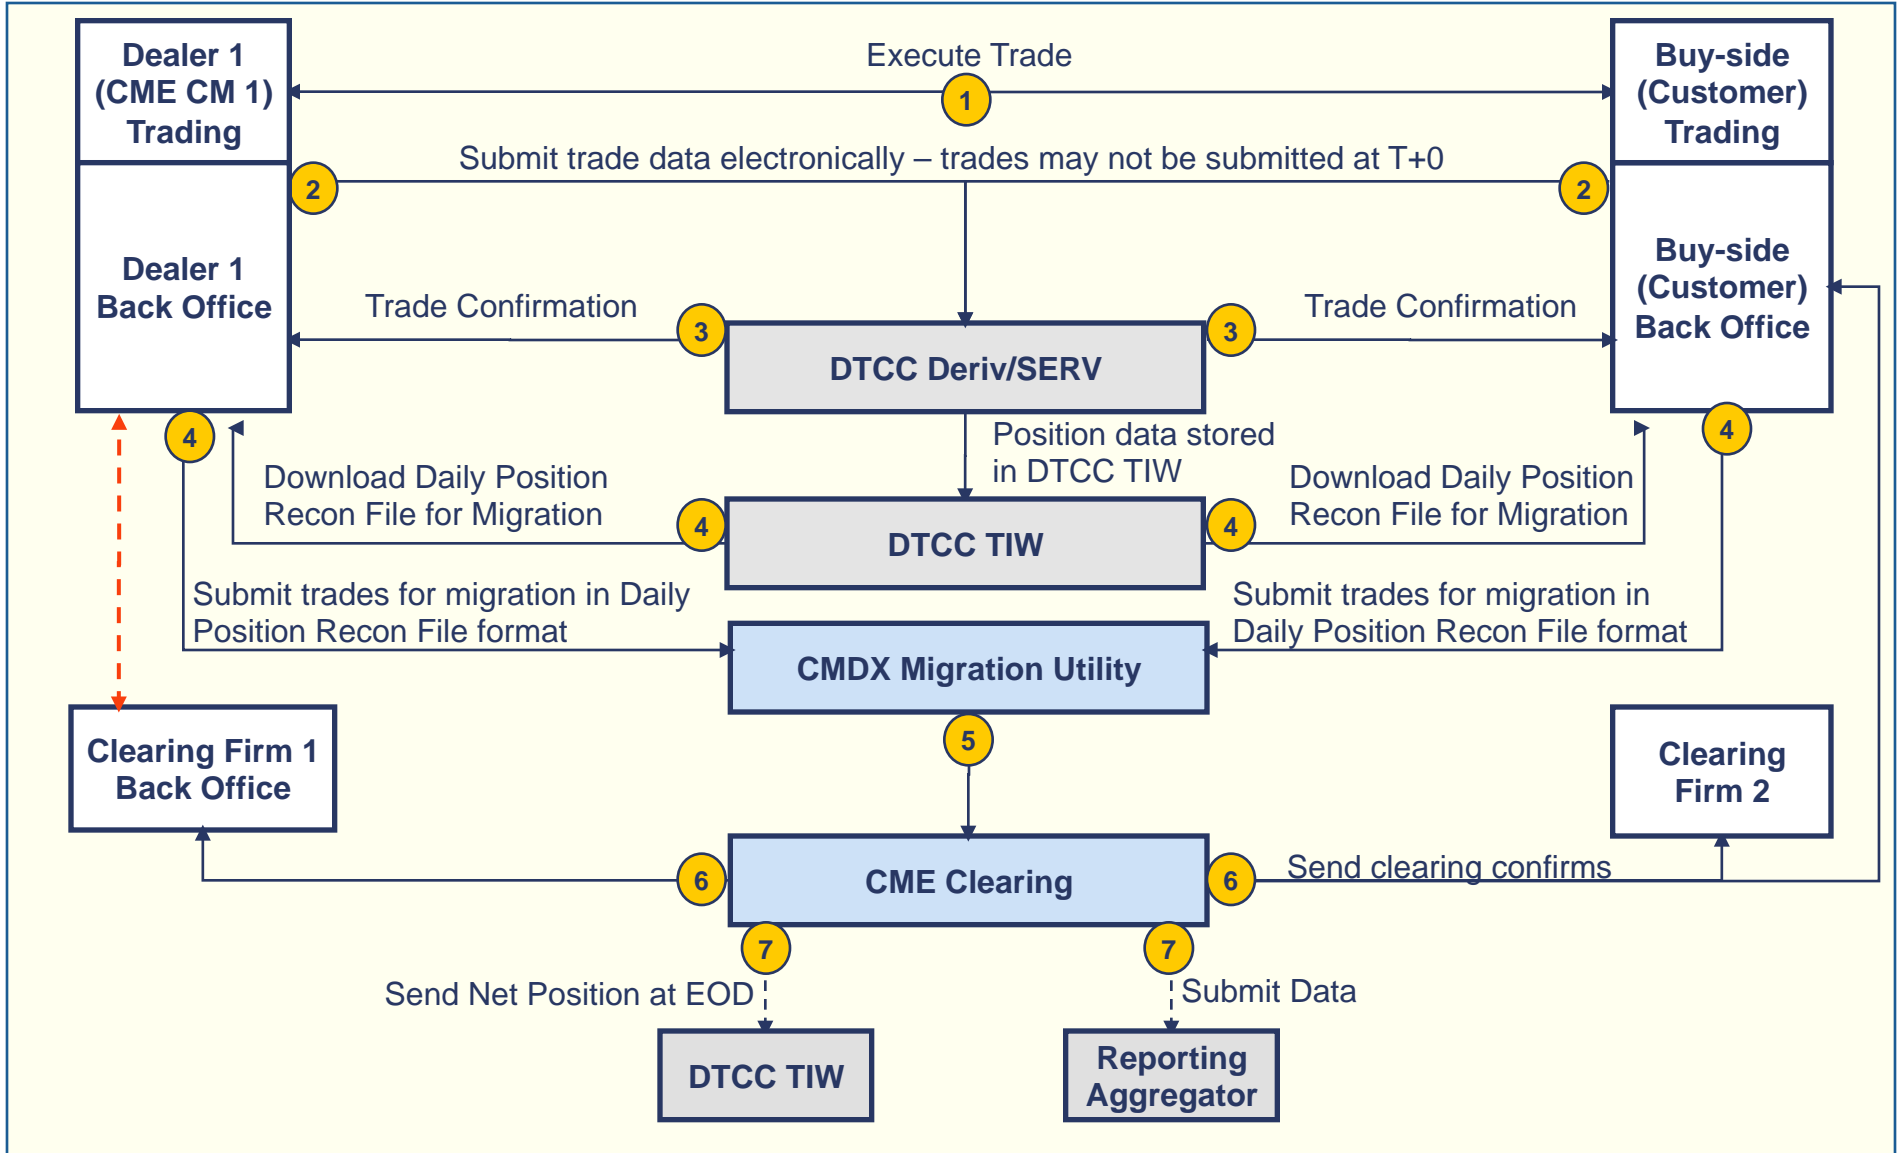 Dealer 1
(CME CM 1)
Trading
Execute Trade
1
Buy-side
(Customer)
Trading
Submit trade data electronically – trades may not be submitted at T+0
2
2
Dealer 1
Back Office
Buy-side
(Customer)
Back Office
Trade Confirmation
3
3
Trade Confirmation
DTCC Deriv/SERV
4
4
Position data stored
in DTCC TIW
Download Daily Position
Recon File for Migration
Download Daily Position
Recon File for Migration
4
4
DTCC TIW
Submit trades for migration in Daily
Position Recon File format
Submit trades for migration in
Daily Position Recon File format
CMDX Migration Utility
5
Clearing Firm 1
Back Office
Clearing
Firm 2
6
CME Clearing
6
Send clearing confirms
7
7
Send Net Position at EOD
Submit Data
DTCC TIW
Reporting
Aggregator